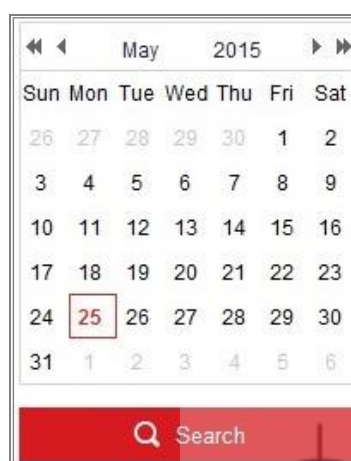 May 2015
Sun Mon Tue Wed Thu Fri Sat
26 27 28 29 30 1 2
3 4 5 6 7 8 9
10 11 12 13 14 15 16
17 18 19 20 21 22 23
24 25 26 27 28 29 30
31 1 2 3 4 5 6
Search